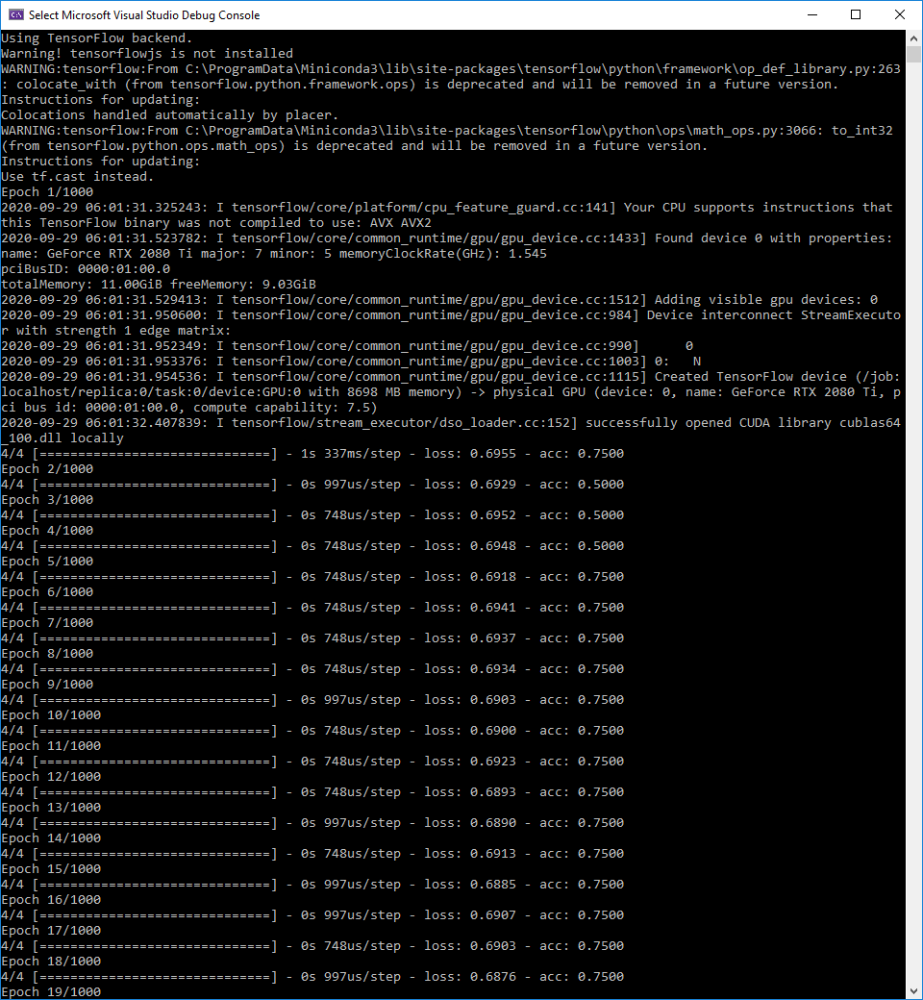 Select Microsoft Visual Studio Debug Console
Using TensorFlow backend.
Warning! tensorflowjs is not installed
WARNING:tensorflow:From C:\ProgramData\Miniconda3\lib\site-packages\tensorflow\python\framework\op_def_library.py:263
: colocate_with (from tensorflow.python.framework.ops) is deprecated and will be removed in a future version.
Instructions for updating:
Colocations handled automatically by placer.
WARNING:tensorflow:From C:\ProgramData\Miniconda3\lib\site-packages\tensorflow\python\ops\math_ops.py:3066: to_int32
(from tensorflow.python.ops.math_ops) is deprecated and will be removed in a future version.
Instructions for updating:
Use tf.cast instead.
Epoch 1/1000
2020-09-29 06:01:31.325243: I tensorflow/core/platform/cpu_feature_guard.cc:141] Your CPU supports instructions that
this TensorFlow binary was not compiled to use: AVX AVX2
2020-09-29 06:01:31.523782: I tensorflow/core/common_runtime/gpu/gpu_device.cc:1433] Found device 0 with properties:
name: GeForce RTX 2080 Ti major: 7 minor: 5 memoryClockRate(GHz): 1.545
pciBusID: 0000:01:00.0
totalMemory: 11.00GiB freeMemory: 9.03GiB
2020-09-29 06:01:31.529413: I tensorflow/core/common_runtime/gpu/gpu_device.cc:1512] Adding visible gpu devices: 0
2020-09-29 06:01:31.950600: I tensorflow/core/common_runtime/gpu/gpu_device.cc:984] Device interconnect StreamExecuto
r with strength 1 edge matrix:
2020-09-29 06:01:31.952349: I tensorflow/core/common_runtime/gpu/gpu_device.cc:990]      0
2020-09-29 06:01:31.953376: I tensorflow/core/common_runtime/gpu/gpu_device.cc:1003] 0:   N
2020-09-29 06:01:31.954536: I tensorflow/core/common_runtime/gpu/gpu_device.cc:1115] Created TensorFlow device (/job:
localhost/replica:0/task:0/device:GPU:0 with 8698 MB memory) -> physical GPU (device: 0, name: GeForce RTX 2080 Ti, p
ci bus id: 0000:01:00.0, compute capability: 7.5)
2020-09-29 06:01:32.407839: I tensorflow/stream_executor/dso_loader.cc:152] successfully opened CUDA library cublas64
_100.dll locally
4/4 [==============================] - 1s 337ms/step - loss: 0.6955 - acc: 0.7500
Epoch 2/1000
4/4 [==============================] - 0s 997us/step - loss: 0.6929 - acc: 0.5000
Epoch 3/1000
4/4 [==============================] - 0s 748us/step - loss: 0.6952 - acc: 0.5000
Epoch 4/1000
4/4 [==============================] - 0s 748us/step - loss: 0.6948 - acc: 0.5000
Epoch 5/1000
4/4 [==============================] - 0s 748us/step - loss: 0.6918 - acc: 0.7500
Epoch 6/1000
4/4 [==============================] - 0s 748us/step - loss: 0.6941 - acc: 0.7500
Epoch 7/1000
4/4 [==============================] - 0s 748us/step - loss: 0.6937 - acc: 0.7500
Epoch 8/1000
4/4 [==============================] - 0s 748us/step - loss: 0.6934 - acc: 0.7500
Epoch 9/1000
4/4 [==============================] - 0s 997us/step - loss: 0.6903 - acc: 0.7500
Epoch 10/1000
4/4 [==============================] - 0s 748us/step - loss: 0.6900 - acc: 0.7500
Epoch 11/1000
4/4 [==============================] - 0s 748us/step - loss: 0.6923 - acc: 0.7500
Epoch 12/1000
4/4 [==============================] - 0s 748us/step - loss: 0.6893 - acc: 0.7500
Epoch 13/1000
4/4 [==============================] - 0s 997us/step - loss: 0.6890 - acc: 0.7500
Epoch 14/1000
4/4 [==============================] - 0s 748us/step - loss: 0.6913 - acc: 0.7500
Epoch 15/1000
4/4 [==============================] - 0s 997us/step - loss: 0.6885 - acc: 0.7500
Epoch 16/1000
4/4 [==============================] - 0s 997us/step - loss: 0.6907 - acc: 0.7500
Epoch 17/1000
4/4 [==============================] - 0s 748us/step - loss: 0.6903 - acc: 0.7500
Epoch 18/1000
4/4 [==============================] - 0s 997us/step - loss: 0.6876 - acc: 0.7500
Epoch 19/1000